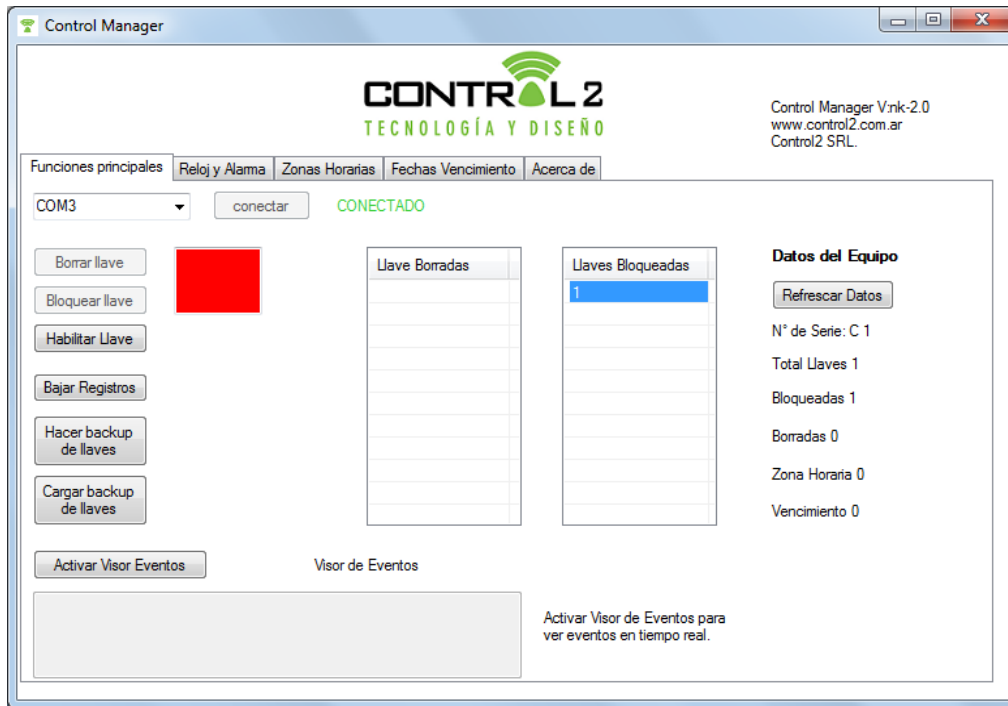 Control Manager
CONTROL 2
TECNOLOGÍA Y DISEÑO
Control Manager V:nk-2.0
www.control2.com.ar
Control2 SRL.
Funciones principales
Reloj y Alarma
Zonas Horarias
Fechas Vencimiento
Acerca de
COM3
conectar
CONECTADO
Borrar llave
Bloquear llave
Habilitar Llave
Bajar Registros
Hacer backup
de llaves
Cargar backup
de llaves
Llave Borradas
Llaves Bloqueadas
1
Datos del Equipo
Refrescar Datos
N° de Serie: C 1
Total Llaves 1
Bloqueadas 1
Borradas 0
Zona Horaria 0
Vencimiento 0
Activar Visor Eventos
Visor de Eventos
Activar Visor de Eventos para
ver eventos en tiempo real.